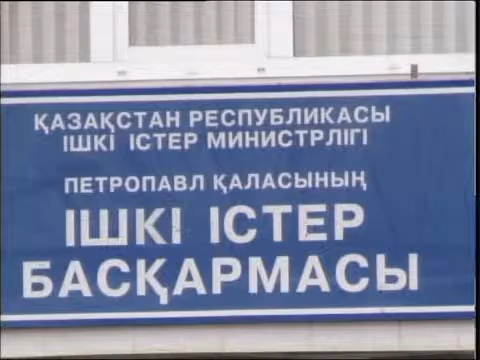 ҚАЗАҚСТАН РЕСПУБЛИКАСЫ
ІШКІ ІСТЕР МИНИСТРЛІГІ
ПЕТРОПАВЛ ҚАЛАСЫНЫҢ
ІШКІ ІСТЕР
БАСҚАРМАСЫ